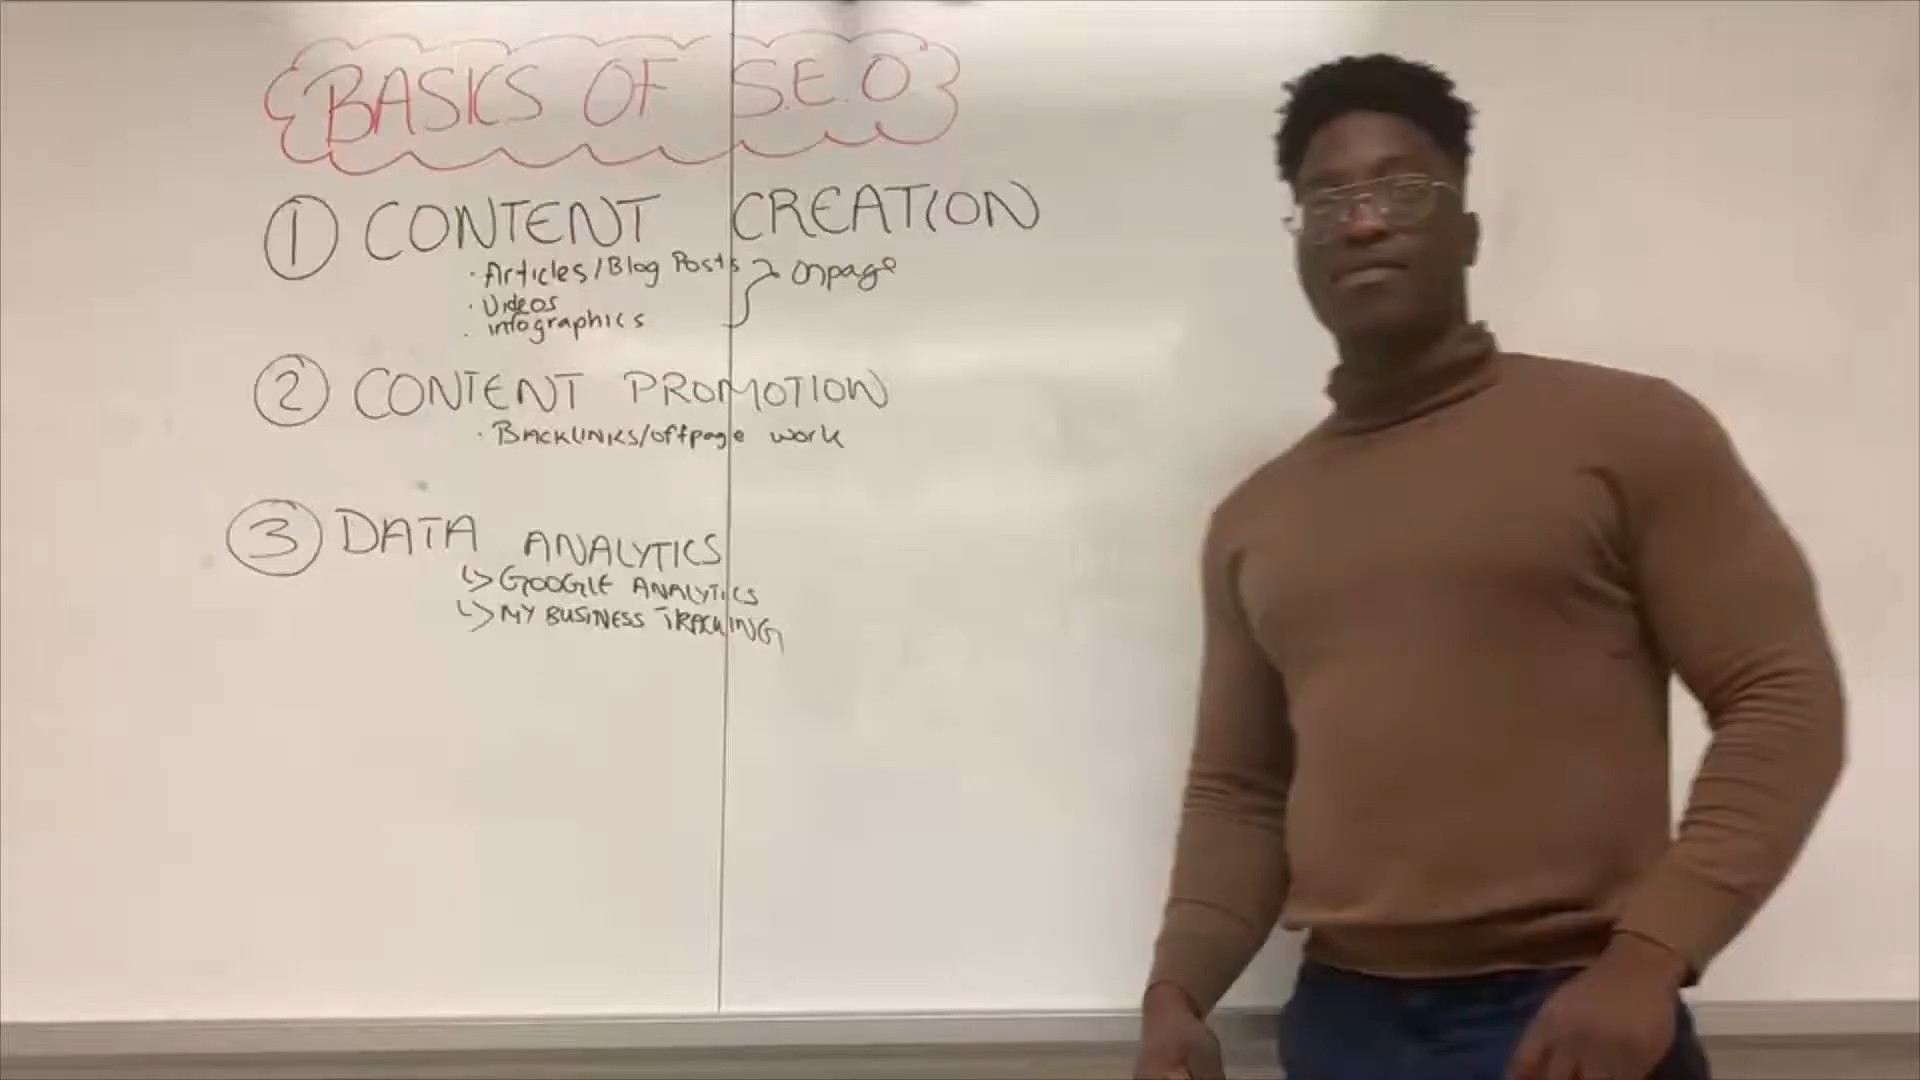 BASICS OF S.E.O
① CONTENT CREATION
· Articles/Blog Posts
· Videos
· infographics
onpage
② CONTENT PROMOTION
· BACKLINKS/offpage work
③ DATA ANALYTICS
↳ GOOGLE ANALYTICS
↳ MY BUSINESS TRACKING